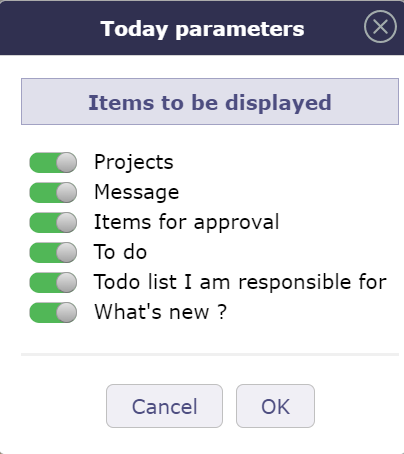 Today parameters
Items to be displayed
Projects
Message
Items for approval
To do
Todo list I am responsible for
What's new ?
Cancel OK